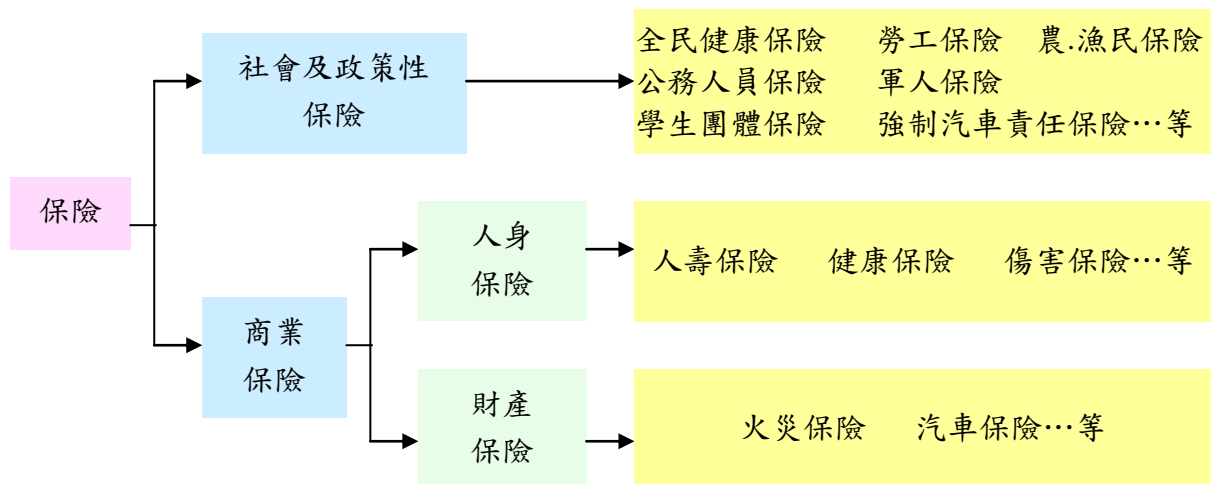 保險
社會及政策性
保險
全民健康保險 勞工保險 農.漁民保險
公務人員保險 軍人保險
學生團體保險 強制汽車責任保險…等
商業
保險
人身
保險
人壽保險 健康保險 傷害保險…等
財產
保險
火災保險 汽車保險…等